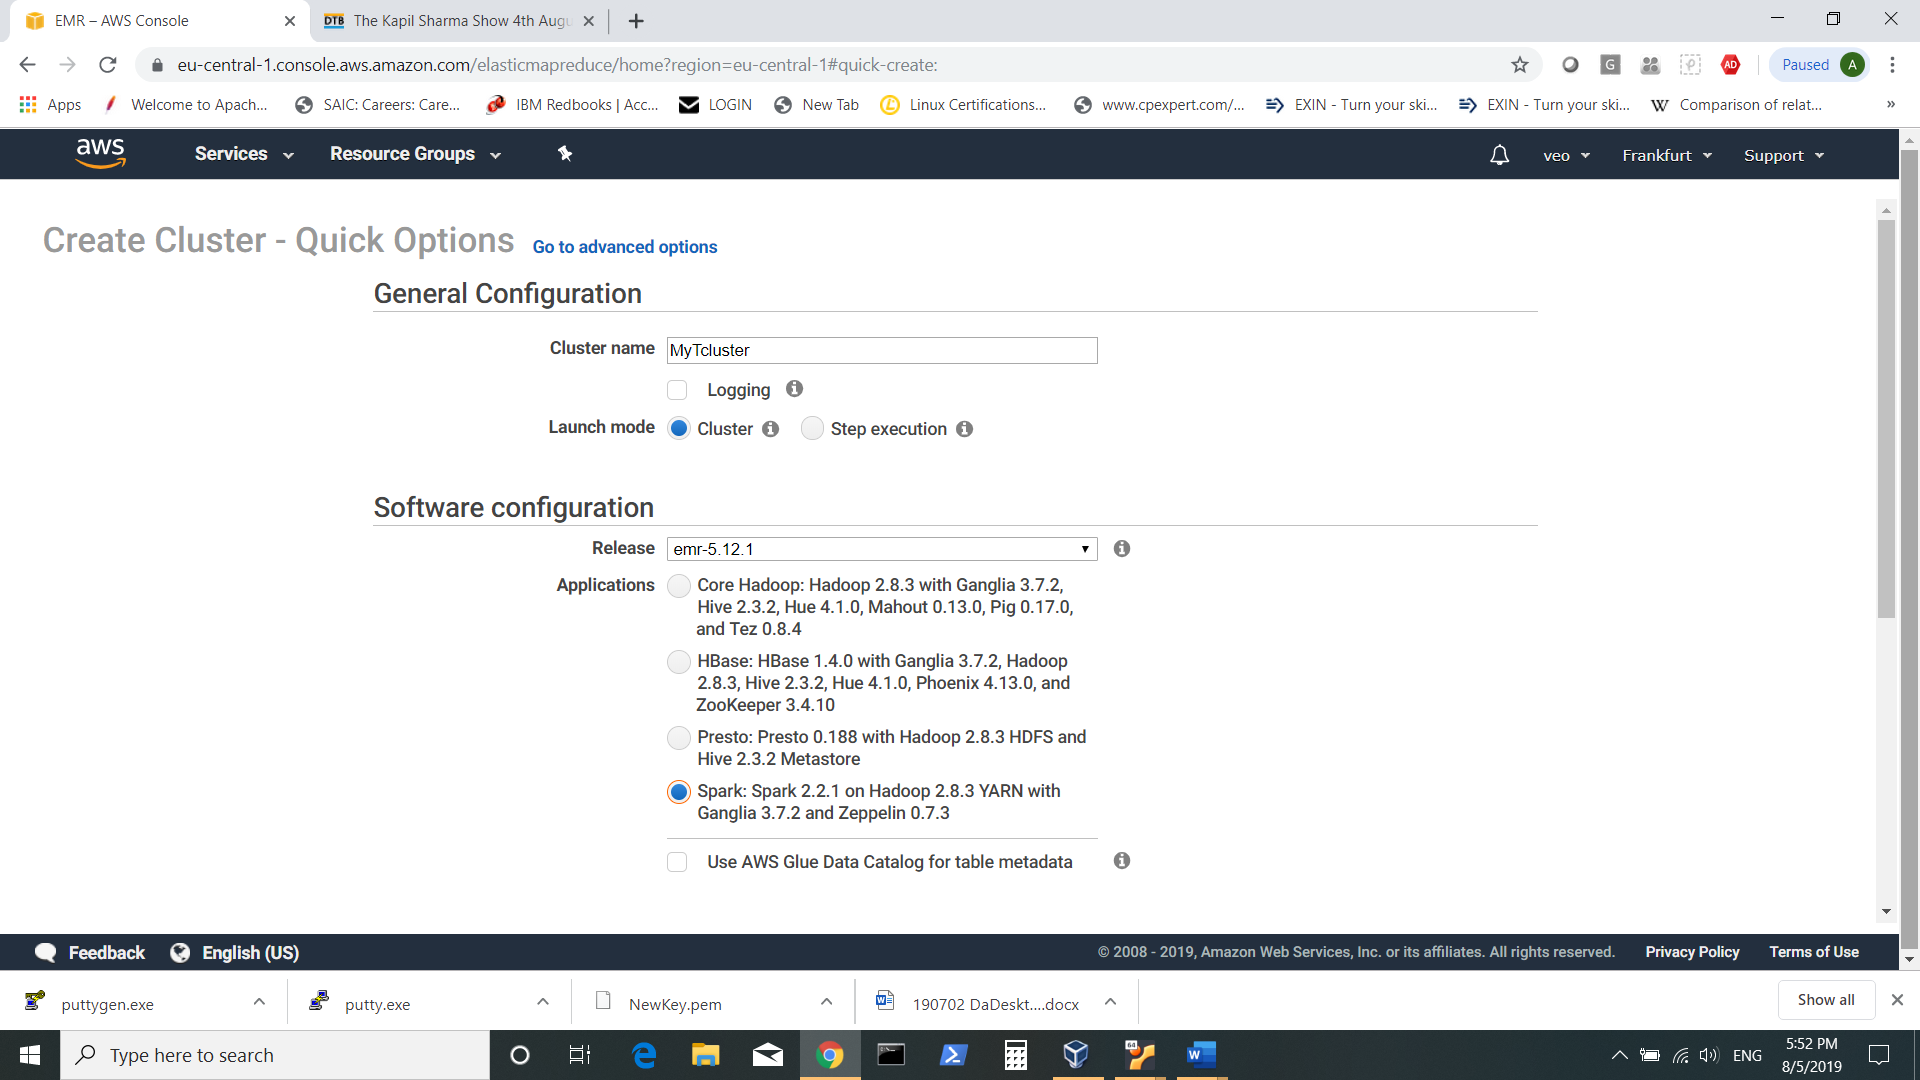 EMR – AWS Console
DTB The Kapil Sharma Show 4th Augu
eu-central-1.console.aws.amazon.com/elasticmapreduce/home?region=eu-central-1#quick-create:
G
AD
Paused A
Apps
Welcome to Apach...
SAIC: Careers: Care...
IBM Redbooks | Acc...
LOGIN
New Tab
Linux Certifications...
www.cpexpert.com/...
EXIN - Turn your ski...
EXIN - Turn your ski...
W Comparison of relat...
»
aws
Services
Resource Groups
veo
Frankfurt
Support
Create Cluster - Quick Options Go to advanced options
General Configuration
Cluster name MyTcluster
Logging
Launch mode Cluster Step execution
Software configuration
Release emr-5.12.1
Applications Core Hadoop: Hadoop 2.8.3 with Ganglia 3.7.2,
Hive 2.3.2, Hue 4.1.0, Mahout 0.13.0, Pig 0.17.0,
and Tez 0.8.4
HBase: HBase 1.4.0 with Ganglia 3.7.2, Hadoop
2.8.3, Hive 2.3.2, Hue 4.1.0, Phoenix 4.13.0, and
ZooKeeper 3.4.10
Presto: Presto 0.188 with Hadoop 2.8.3 HDFS and
Hive 2.3.2 Metastore
Spark: Spark 2.2.1 on Hadoop 2.8.3 YARN with
Ganglia 3.7.2 and Zeppelin 0.7.3
Use AWS Glue Data Catalog for table metadata
Feedback
English (US)
© 2008 - 2019, Amazon Web Services, Inc. or its affiliates. All rights reserved.
Privacy Policy
Terms of Use
puttygen.exe
putty.exe
NewKey.pem
190702 DaDeskt....docx
Show all
Type here to search
64
ENG
5:52 PM
8/5/2019